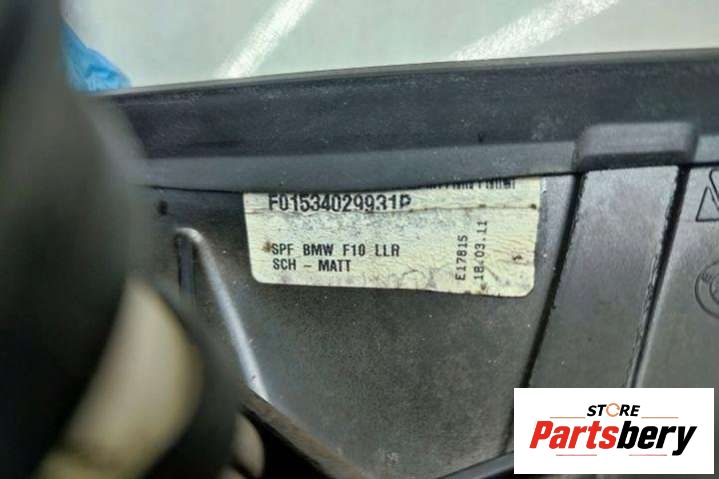 F01534029931P
SPF BMW F10 LLR
SCH - MATT
E17815
18.03.11
STORE
Partsbery